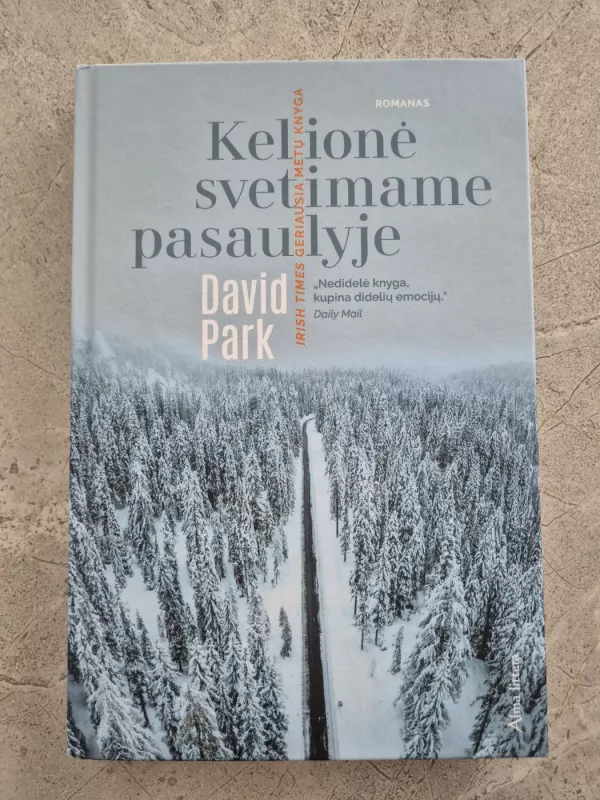 ROMANAS
Kelionė
svetimame
pasaulyje
IRISH TIMES GERIAUSIA METŲ KNYGA
David
Park
„Nedidelė knyga,
kupina didelių emocijų.“
Daily Mail
Alma littera